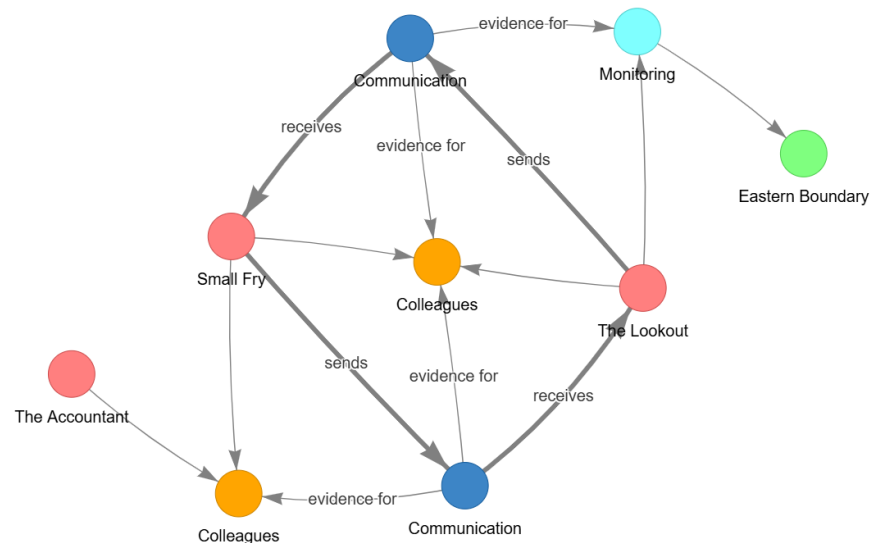 evidence for
Communication
Monitoring
receives
evidence for
sends
Eastern Boundary
Small Fry
Colleagues
The Lookout
sends
evidence for
receives
The Accountant
evidence for
Colleagues
Communication